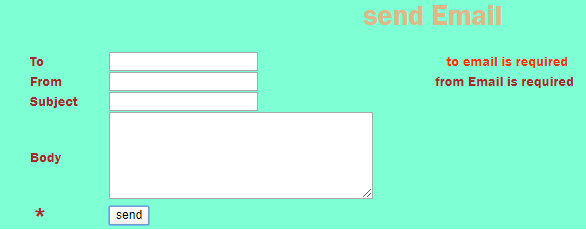 send Email
To to email is required
From from Email is required
Subject
Body
* send